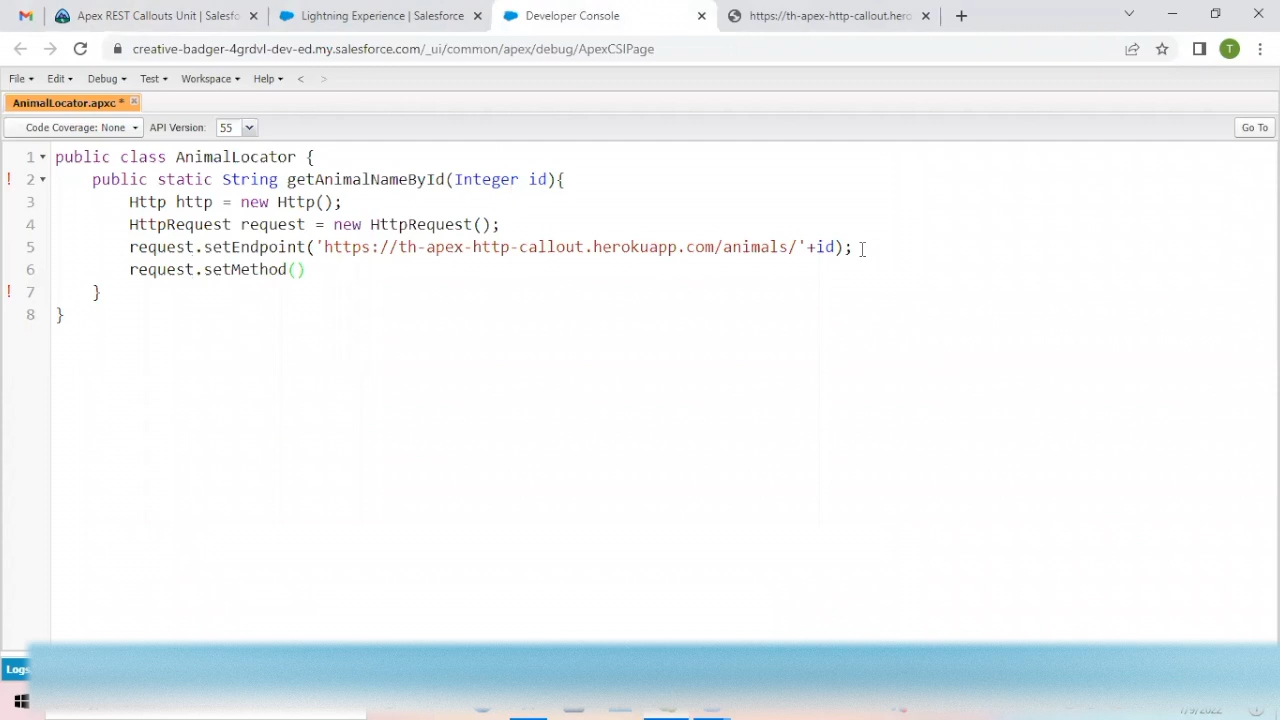 Apex REST Callouts Unit | Salesfo
Lightning Experience | Salesforce
Developer Console
https://th-apex-http-callout.hero
creative-badger-4grdvl-dev-ed.my.salesforce.com/_ui/common/apex/debug/ApexCSIPage
T
File Edit Debug Test Workspace Help < >
AnimalLocator.apxc *
Code Coverage: None API Version: 55 Go To
1 public class AnimalLocator {
! 2 public static String getAnimalNameById(Integer id){
3 Http http = new Http();
4 HttpRequest request = new HttpRequest();
5 request.setEndpoint('https://th-apex-http-callout.herokuapp.com/animals/'+id);
6 request.setMethod()
! 7 }
8 }
Logs
7/9/2022